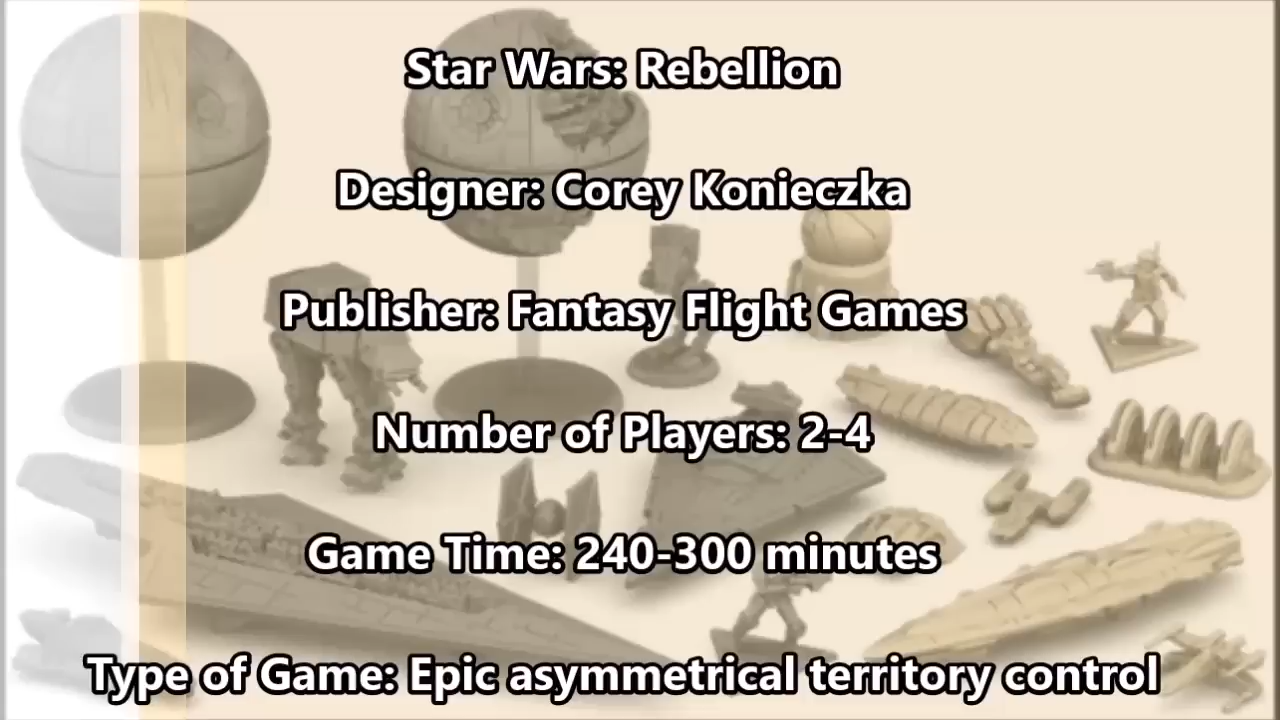 Star Wars: Rebellion
Designer: Corey Konieczka
Publisher: Fantasy Flight Games
Number of Players: 2-4
Game Time: 240-300 minutes
Type of Game: Epic asymmetrical territory control